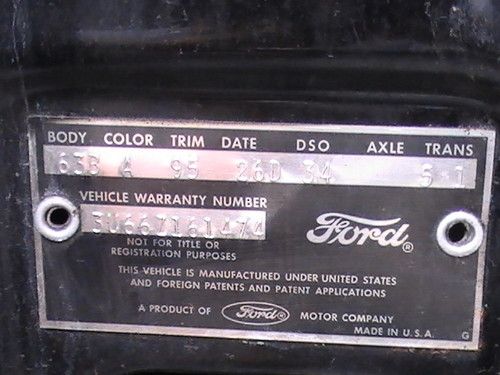 BODY COLOR TRIM DATE DSO AXLE TRANS
63B A 95 26D 34 5 1
VEHICLE WARRANTY NUMBER
3U66Z161474
Ford®
NOT FOR TITLE OR
REGISTRATION PURPOSES
THIS VEHICLE IS MANUFACTURED UNDER UNITED STATES
AND FOREIGN PATENTS AND PATENT APPLICATIONS
A PRODUCT OF Ford® MOTOR COMPANY
MADE IN U.S.A. G